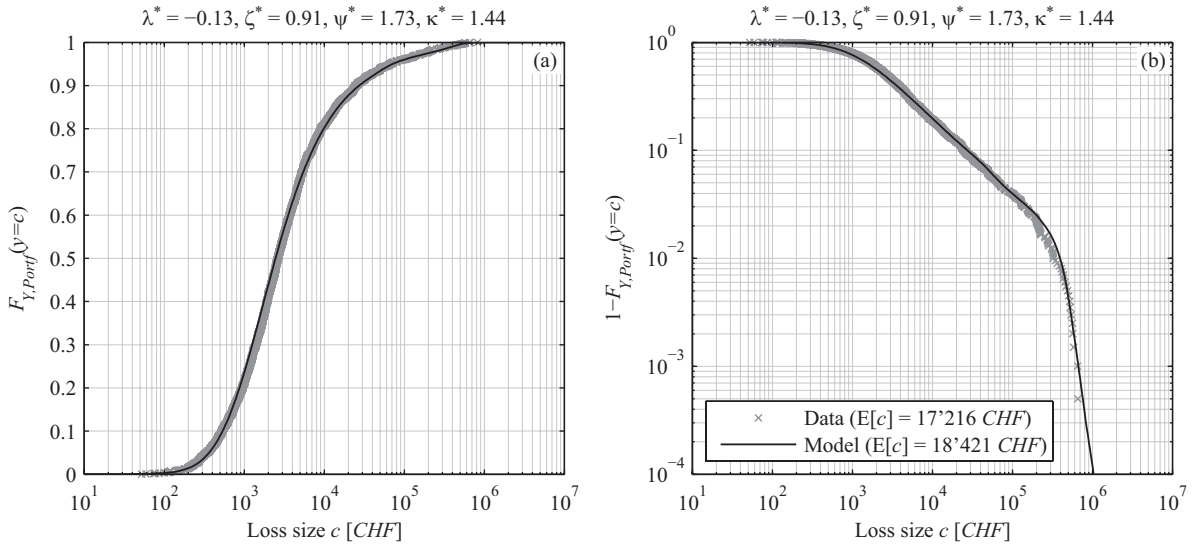 λ* = −0.13, ζ* = 0.91, ψ* = 1.73, κ* = 1.44
(a)
1
0.9
0.8
0.7
0.6
0.5
0.4
0.3
0.2
0.1
0
F_{Y,Portf}(y=c)
10^1 10^2 10^3 10^4 10^5 10^6 10^7
Loss size c [CHF]
λ* = −0.13, ζ* = 0.91, ψ* = 1.73, κ* = 1.44
(b)
10^0
10^−1
10^−2
10^−3
10^−4
1−F_{Y,Portf}(y=c)
Data (E[c] = 17’216 CHF)
Model (E[c] = 18’421 CHF)
10^1 10^2 10^3 10^4 10^5 10^6 10^7
Loss size c [CHF]